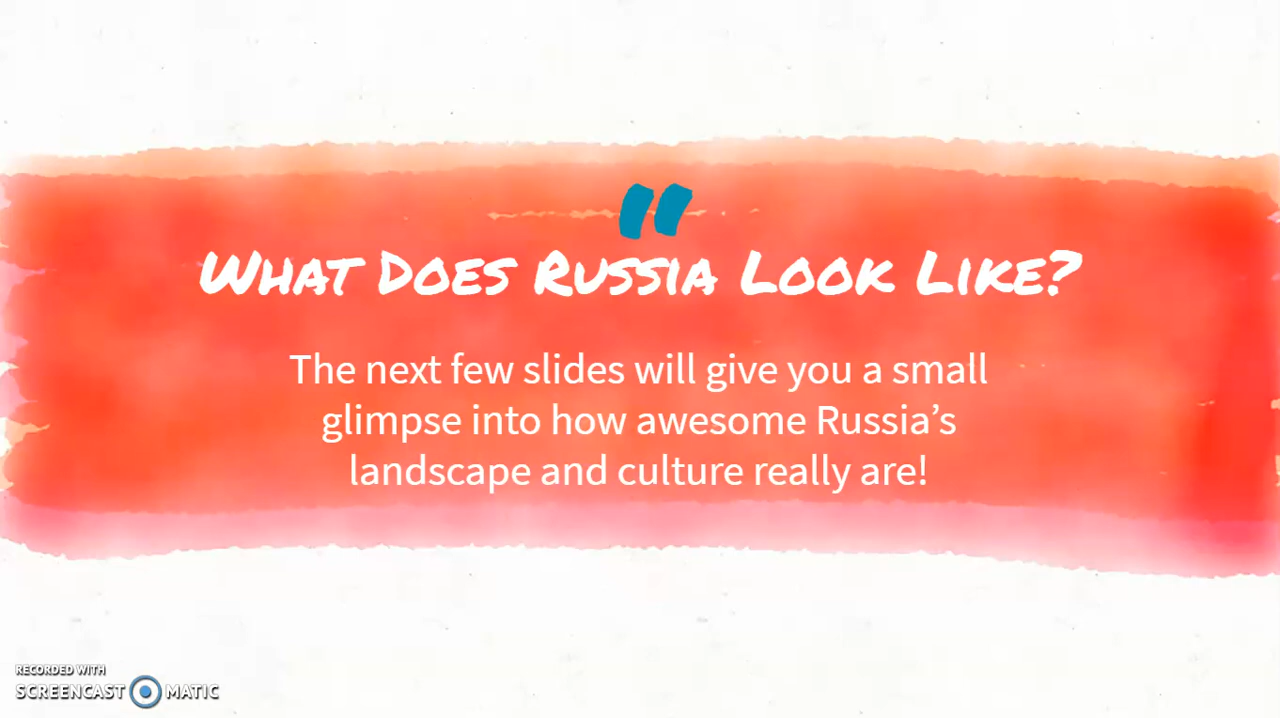 "
What Does Russia Look Like?
The next few slides will give you a small
glimpse into how awesome Russia’s
landscape and culture really are!
RECORDED WITH
SCREENCAST MATIC